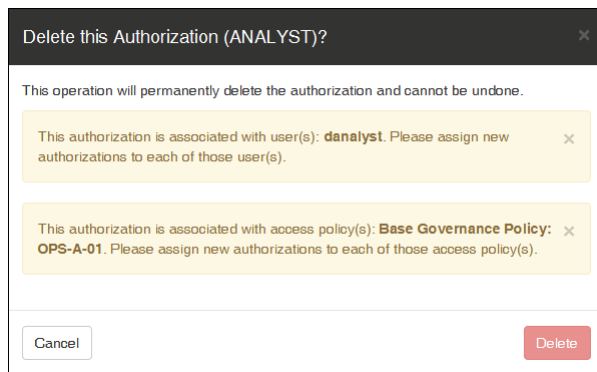 Delete this Authorization (ANALYST)?
×
This operation will permanently delete the authorization and cannot be undone.
This authorization is associated with user(s): danalyst. Please assign new
×
authorizations to each of those user(s).
This authorization is associated with access policy(s): Base Governance Policy:
×
OPS-A-01. Please assign new authorizations to each of those access policy(s).
Cancel
Delete